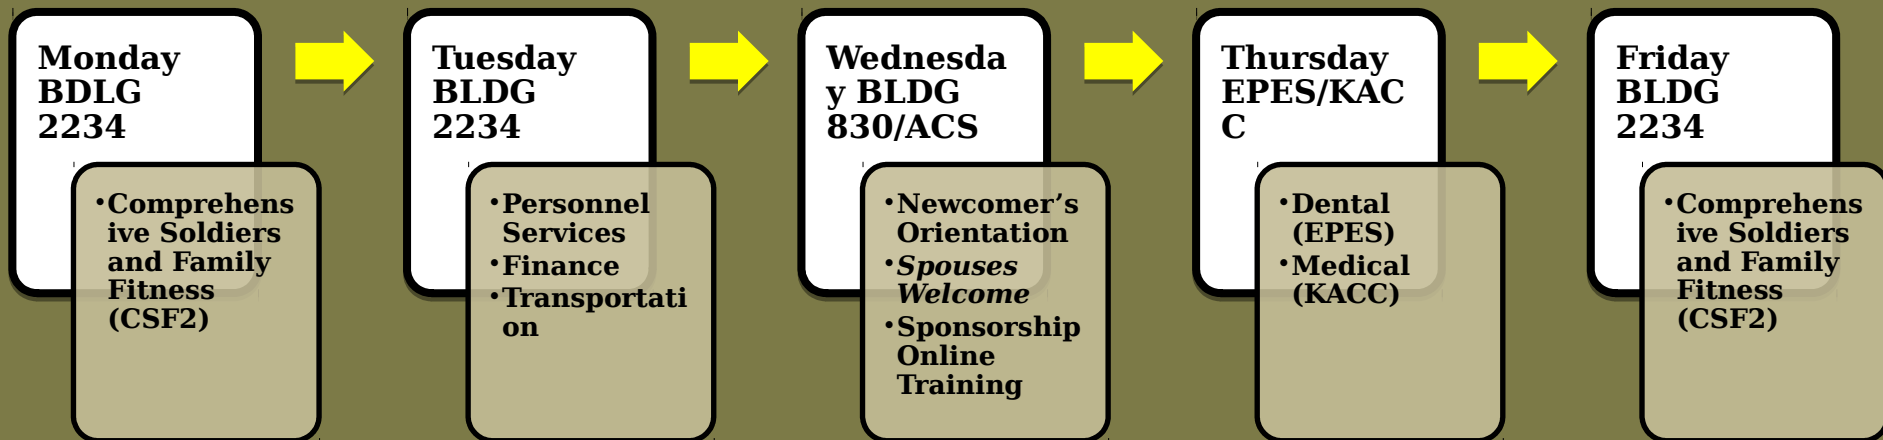 Monday
BDLG
2234
•Comprehens
ive Soldiers
and Family
Fitness
(CSF2)
Tuesday
BLDG
2234
•Personnel
Services
•Finance
•Transportati
on
Wednesda
y BLDG
830/ACS
•Newcomer’s
Orientation
•Spouses
Welcome
•Sponsorship
Online
Training
Thursday
EPES/KAC
C
•Dental
(EPES)
•Medical
(KACC)
Friday
BLDG
2234
•Comprehens
ive Soldiers
and Family
Fitness
(CSF2)